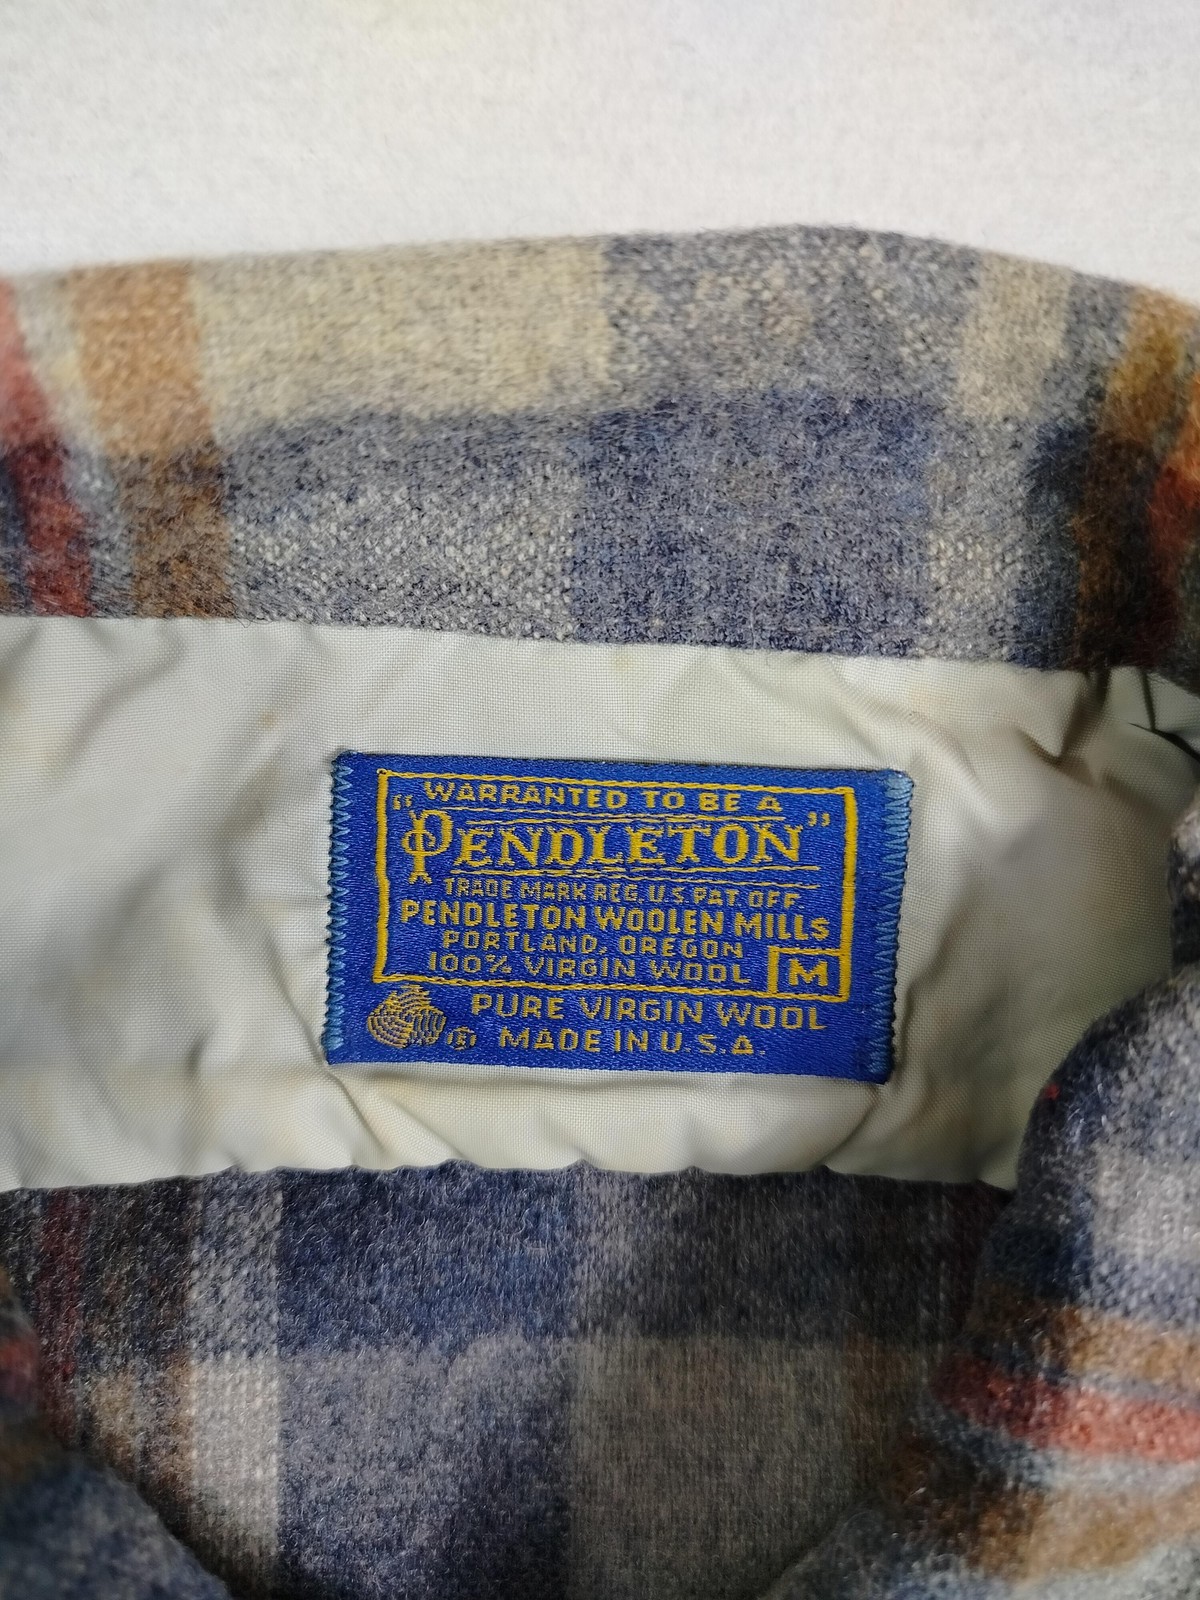 "WARRANTED TO BE A
PENDLETON"
TRADE MARK REG. U.S. PAT. OFF.
PENDLETON WOOLEN MILLS
PORTLAND, OREGON
100% VIRGIN WOOL M
PURE VIRGIN WOOL
® MADE IN U.S.A.